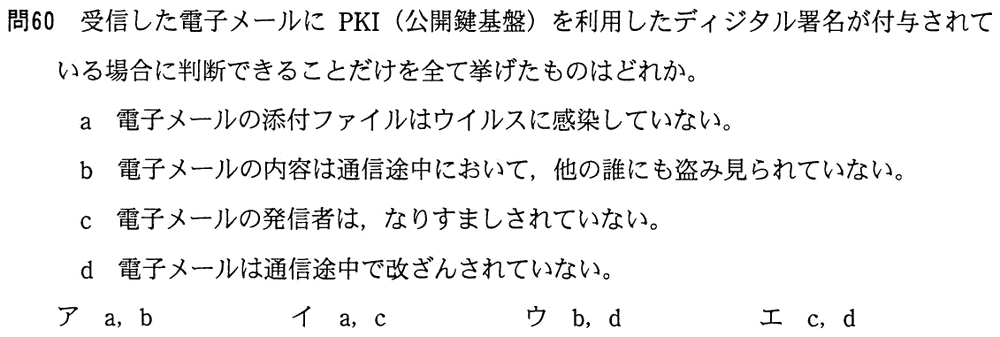 問60 受信した電子メールに PKI（公開鍵基盤）を利用したディジタル署名が付与されて
いる場合に判断できることだけを全て挙げたものはどれか。
a 電子メールの添付ファイルはウイルスに感染していない。
b 電子メールの内容は通信途中において，他の誰にも盗み見られていない。
c 電子メールの発信者は，なりすましされていない。
d 電子メールは通信途中で改ざんされていない。
ア a，b イ a，c ウ b，d エ c，d